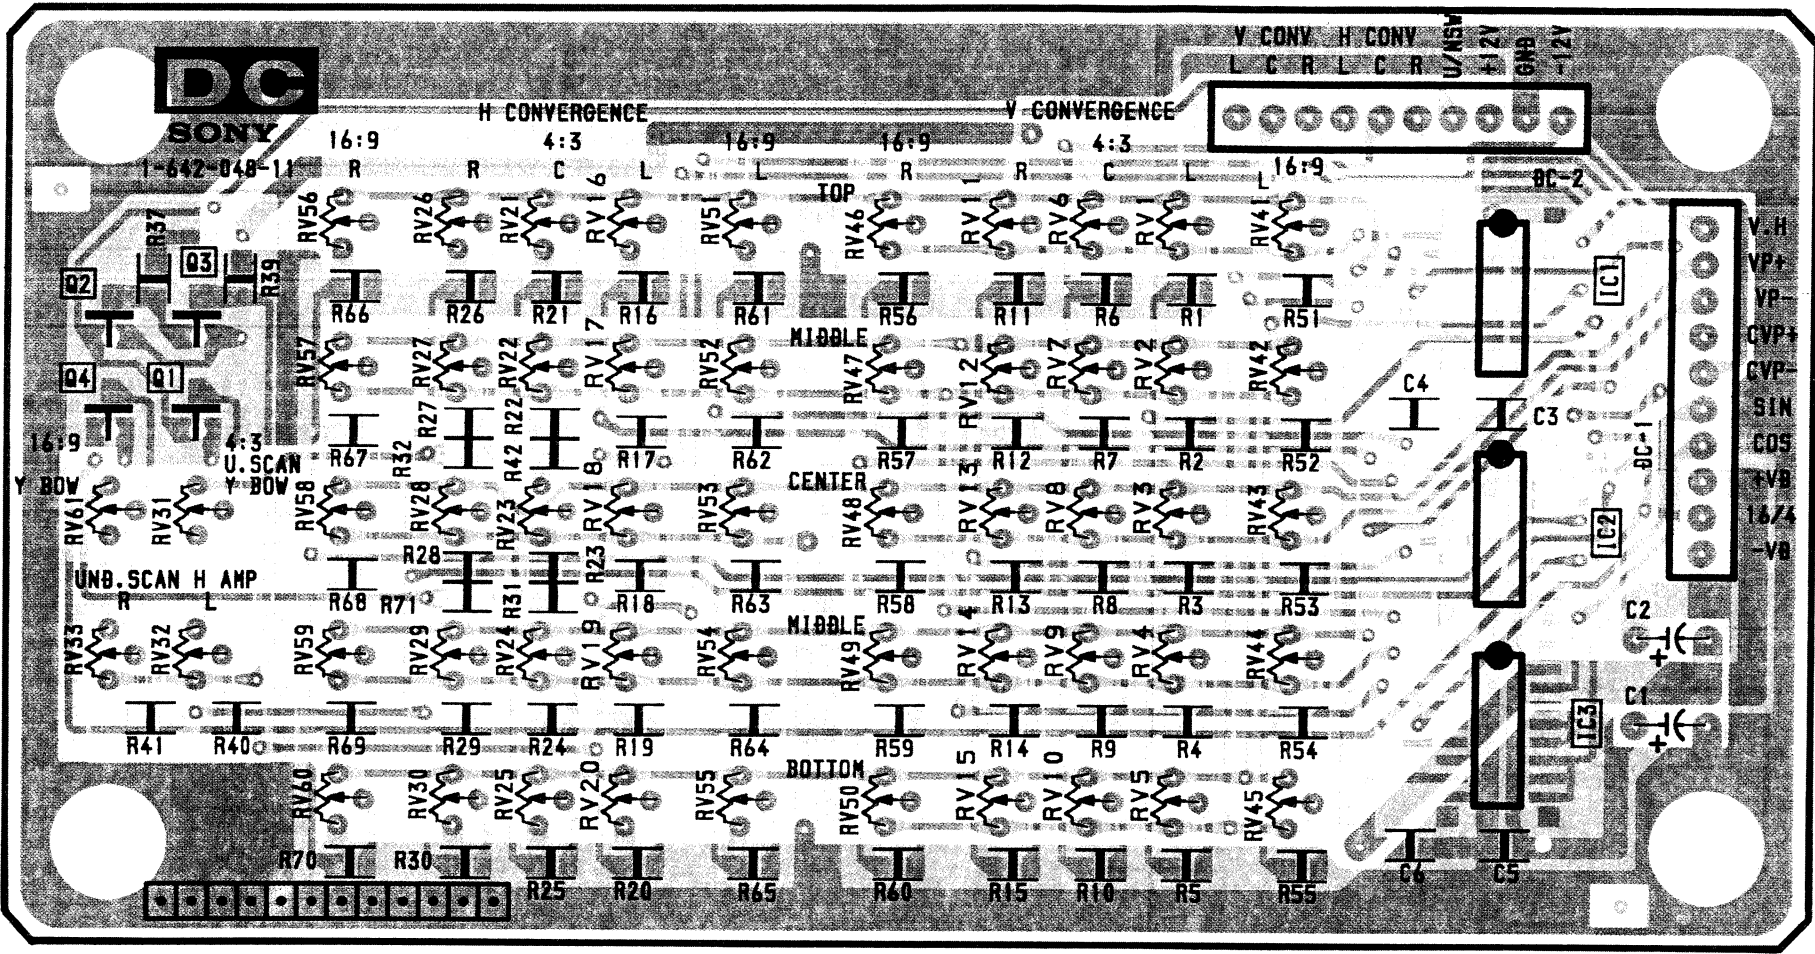 V CONV H CONV U/NSW +12V GND -12V
L C R L C R
DC
SONY
1-642-048-11
H CONVERGENCE V CONVERGENCE
16:9 4:3 16:9 16:9 4:3 16:9
R R C L L R R C L L
TOP
DC-2
RV56 RV26 RV21 RV16 RV51 RV46 RV11 RV6 RV1 RV41
R37 Q3 R39 Q2
IC1
R66 R26 R21 R16 R61 R56 R11 R6 R1 R51
MIDDLE
RV57 RV27 RV22 RV17 RV52 RV47 RV12 RV7 RV2 RV42
Q4 Q1
C4 C3
R27 R22
16:9 4:3
U.SCAN
Y BOW Y BOW
R67 R32 R42 R17 R62 R57 R12 R7 R2 R52
CENTER
RV61 RV31 RV58 RV28 RV23 RV18 RV53 RV48 RV13 RV8 RV3 RV43
IC2
DC-1
V.H
VP+
VP-
CVP+
CVP-
SIN
COS
+VB
16/4
-VB
R28 R23
UND.SCAN H AMP
R L
R68 R71 R31 R18 R63 R58 R13 R8 R3 R53
MIDDLE
C2
+
RV33 RV32 RV59 RV29 RV24 RV19 RV54 RV49 RV14 RV9 RV4 RV44
C1
+
IC3
R41 R40 R69 R29 R24 R19 R64 R59 R14 R9 R4 R54
BOTTOM
RV60 RV30 RV25 RV20 RV55 RV50 RV15 RV10 RV5 RV45
R70 R30 R25 R20 R65 R60 R15 R10 R5 R55 C6 C5